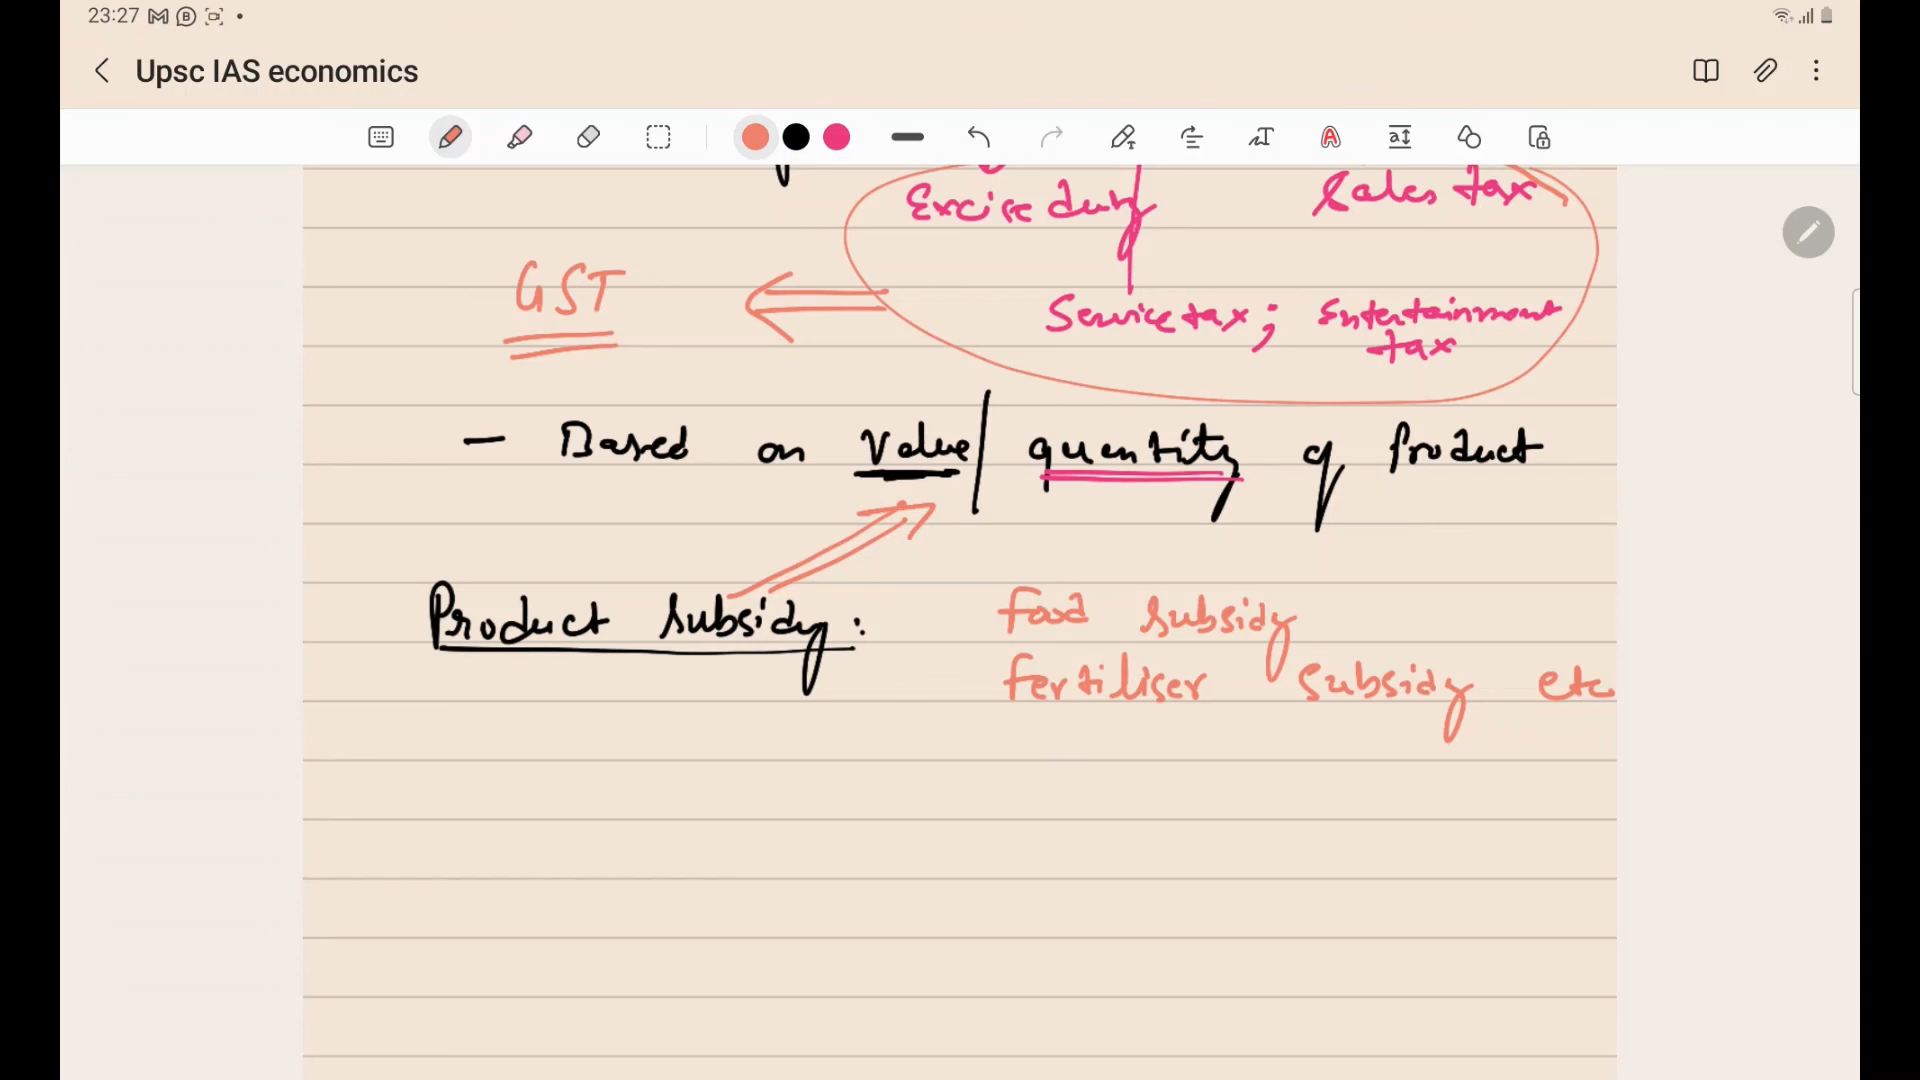 23:27
Upsc IAS economics
Excise duty
Sales tax
GST
Service tax; Entertainment
tax
- Based on Value/ quantity of Product
Product Subsidy:
food subsidy
fertiliser subsidy etc